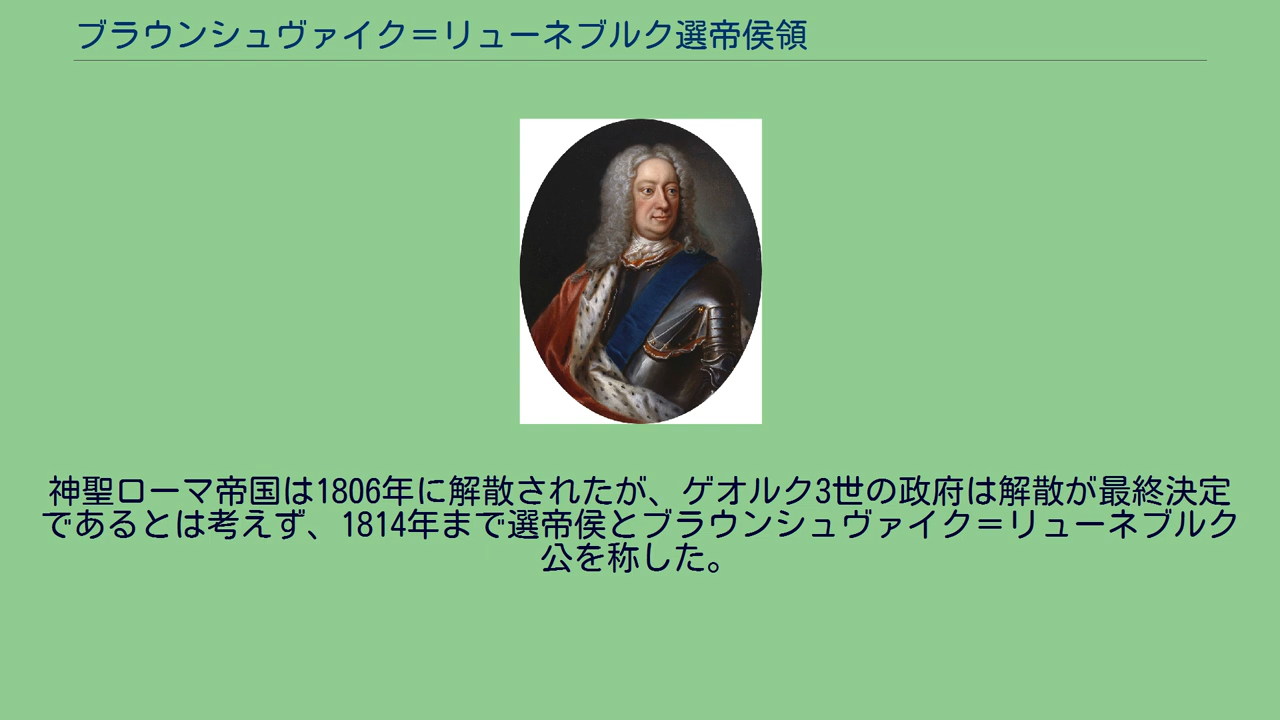 ブラウンシュヴァイク＝リューネブルク選帝侯領
神聖ローマ帝国は1806年に解散されたが、ゲオルク3世の政府は解散が最終決定
であるとは考えず、1814年まで選帝侯とブラウンシュヴァイク＝リューネブルク
公を称した。